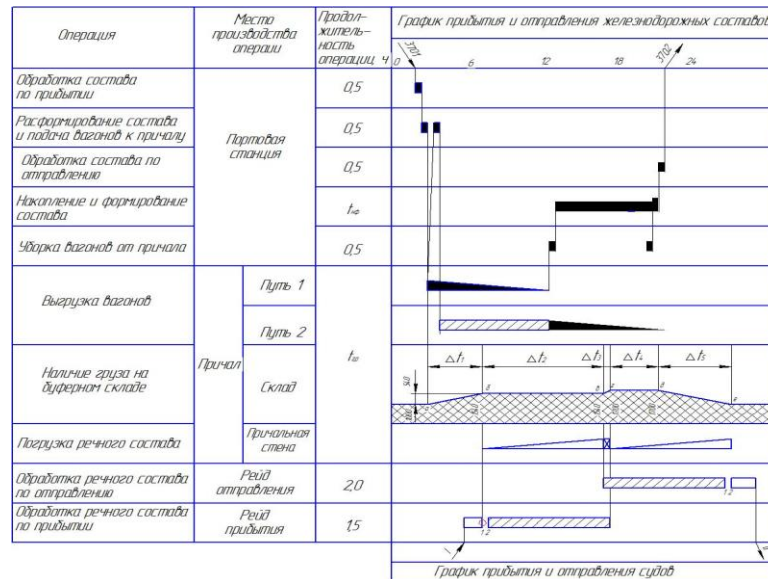 Операция
Место
производства
операии
Продол-
житель-
ность
операциц, ч
График прибытия и отправления железнодорожных составов
3701
3702
0 6 12 18 24
Обработка состава
по прибытии
0,5
Расформирование состава
и подача вагонов к причалу
0,5
Портовая
станция
Обработка состава по
отправлению
0,5
Накопление и формирование
состава
tнф
Уборка вагонов от причала
0,5
Выгрузка вагонов
Причал
Путь 1
Путь 2
Наличие груза на
буферном складе
Склад
Δt₁ Δt₂ Δt₃ Δt₄ Δt₅
Погрузка речного состава
Причальная
стена
Обработка речного состава
по отправлению
Рейд
отправления
2,0
1 2
Обработка речного состава
по прибытии
Рейд
прибытия
1,5
1 2
График прибытия и отправления судов